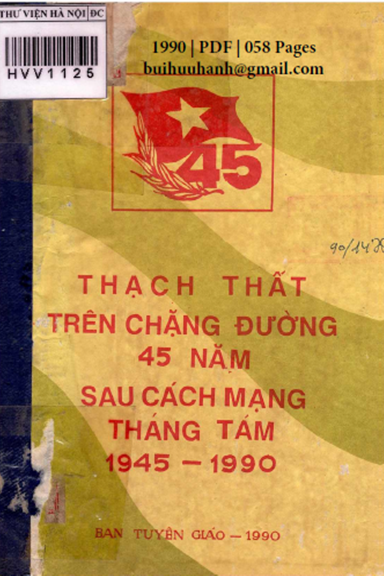 THƯ VIỆN HÀ NỘI ĐC
HVV1125
1990 | PDF | 058 Pages
buihuuhanh@gmail.com
45
THẠCH THẤT
TRÊN CHẶNG ĐƯỜNG
45 NĂM
SAU CÁCH MẠNG
THÁNG TÁM
1945 – 1990
BAN TUYÊN GIÁO – 1990